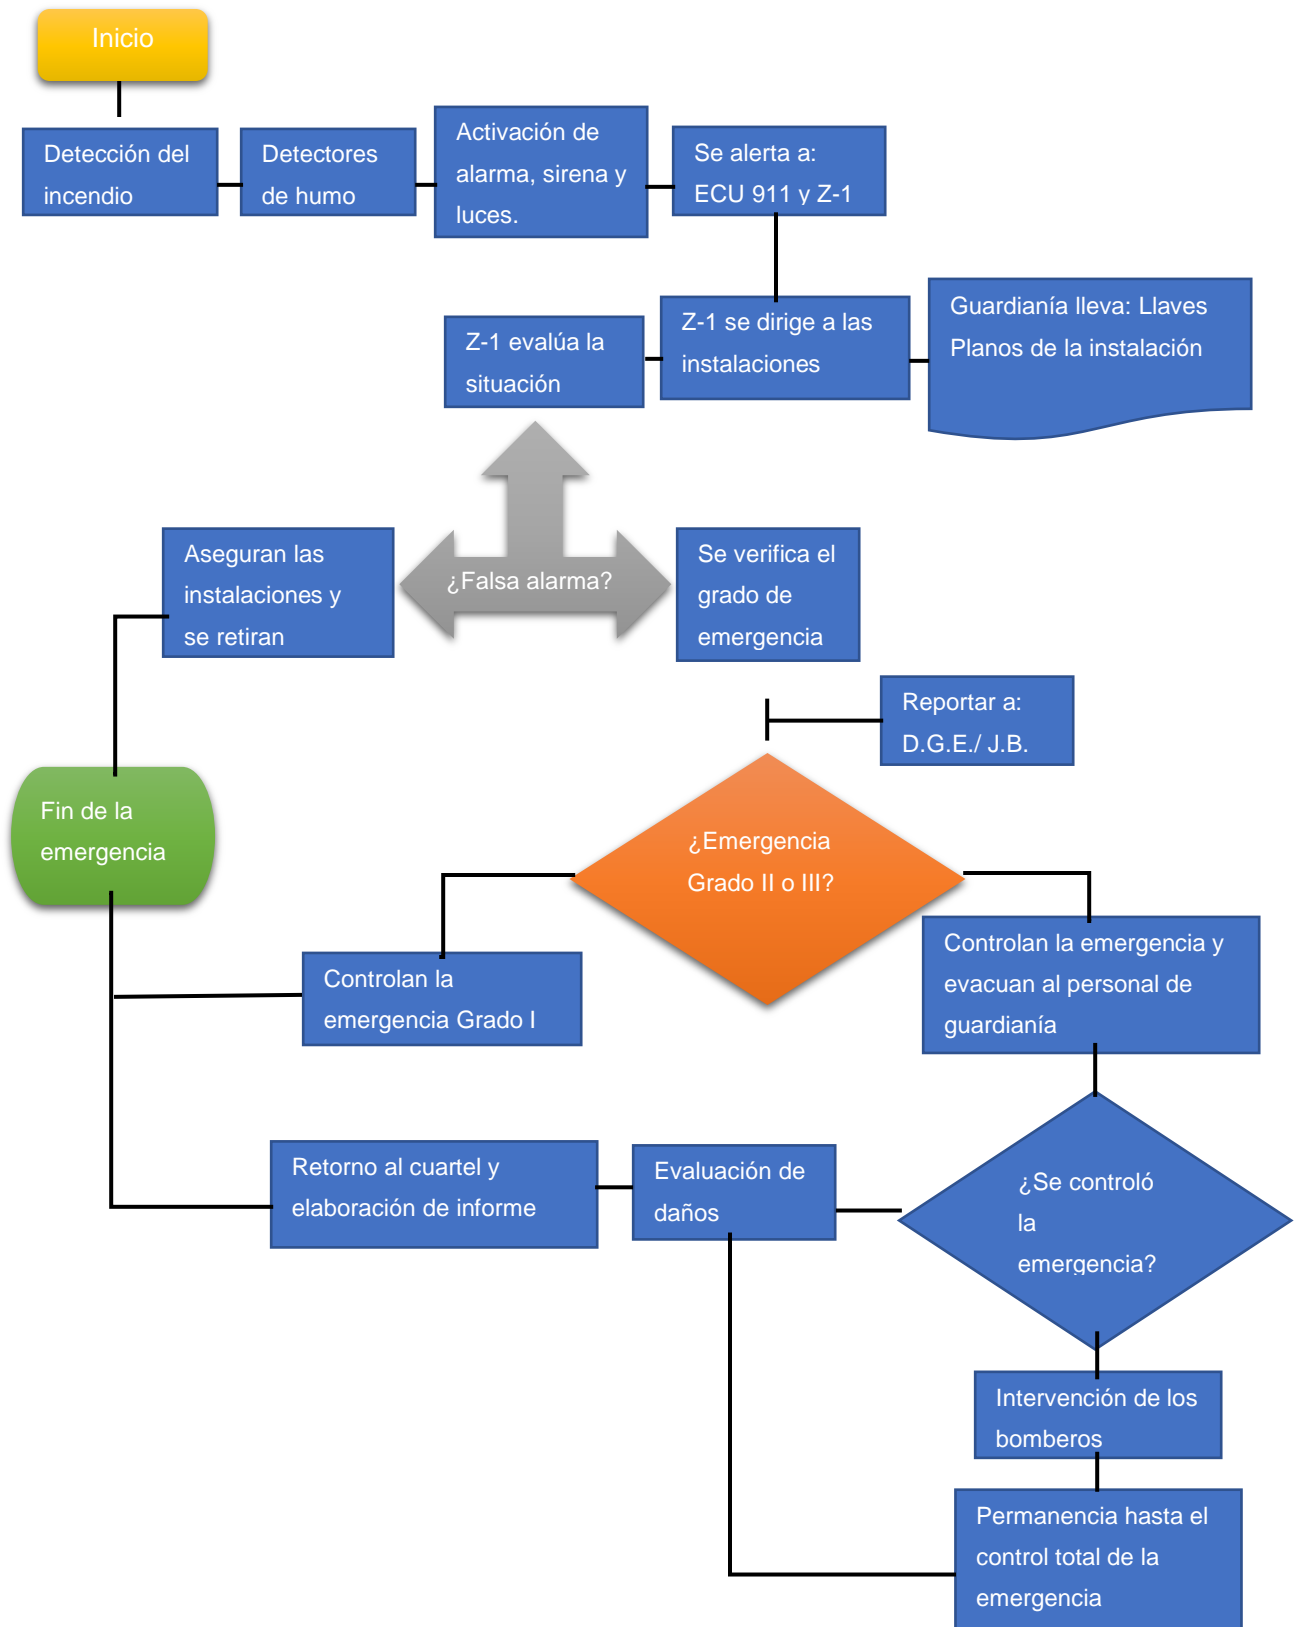 Inicio
Detección del
incendio
Detectores
de humo
Activación de
alarma, sirena y
luces.
Se alerta a:
ECU 911 y Z-1
Z-1 evalúa la
situación
Z-1 se dirige a las
instalaciones
Guardianía lleva: Llaves
Planos de la instalación
Aseguran las
instalaciones y
se retiran
¿Falsa alarma?
Se verifica el
grado de
emergencia
Reportar a:
D.G.E./ J.B.
Fin de la
emergencia
¿Emergencia
Grado II o III?
Controlan la
emergencia Grado I
Controlan la emergencia y
evacuan al personal de
guardianía
Retorno al cuartel y
elaboración de informe
Evaluación de
daños
¿Se controló
la
emergencia?
Intervención de los
bomberos
Permanencia hasta el
control total de la
emergencia